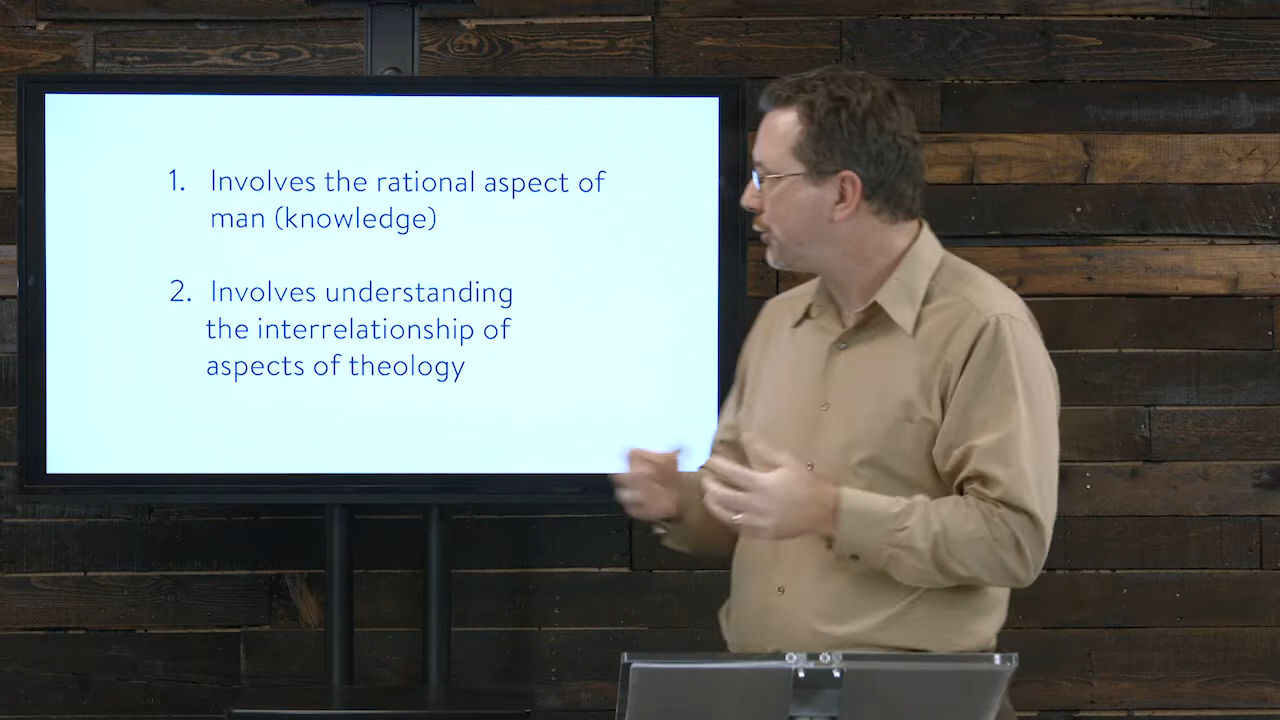 1. Involves the rational aspect of
man (knowledge)
2. Involves understanding
the interrelationship of
aspects of theology